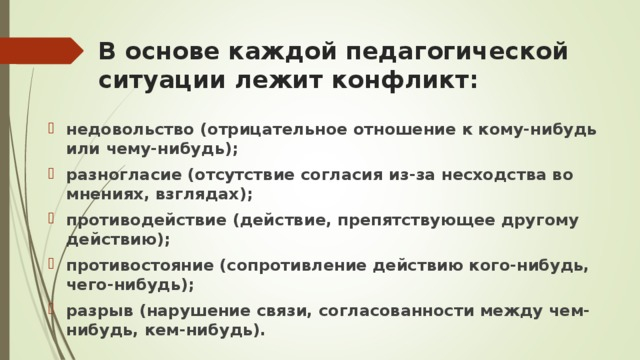 В основе каждой педагогической
ситуации лежит конфликт:
недовольство (отрицательное отношение к кому-нибудь
или чему-нибудь);
разногласие (отсутствие согласия из-за несходства во
мнениях, взглядах);
противодействие (действие, препятствующее другому
действию);
противостояние (сопротивление действию кого-нибудь,
чего-нибудь);
разрыв (нарушение связи, согласованности между чем-
нибудь, кем-нибудь).